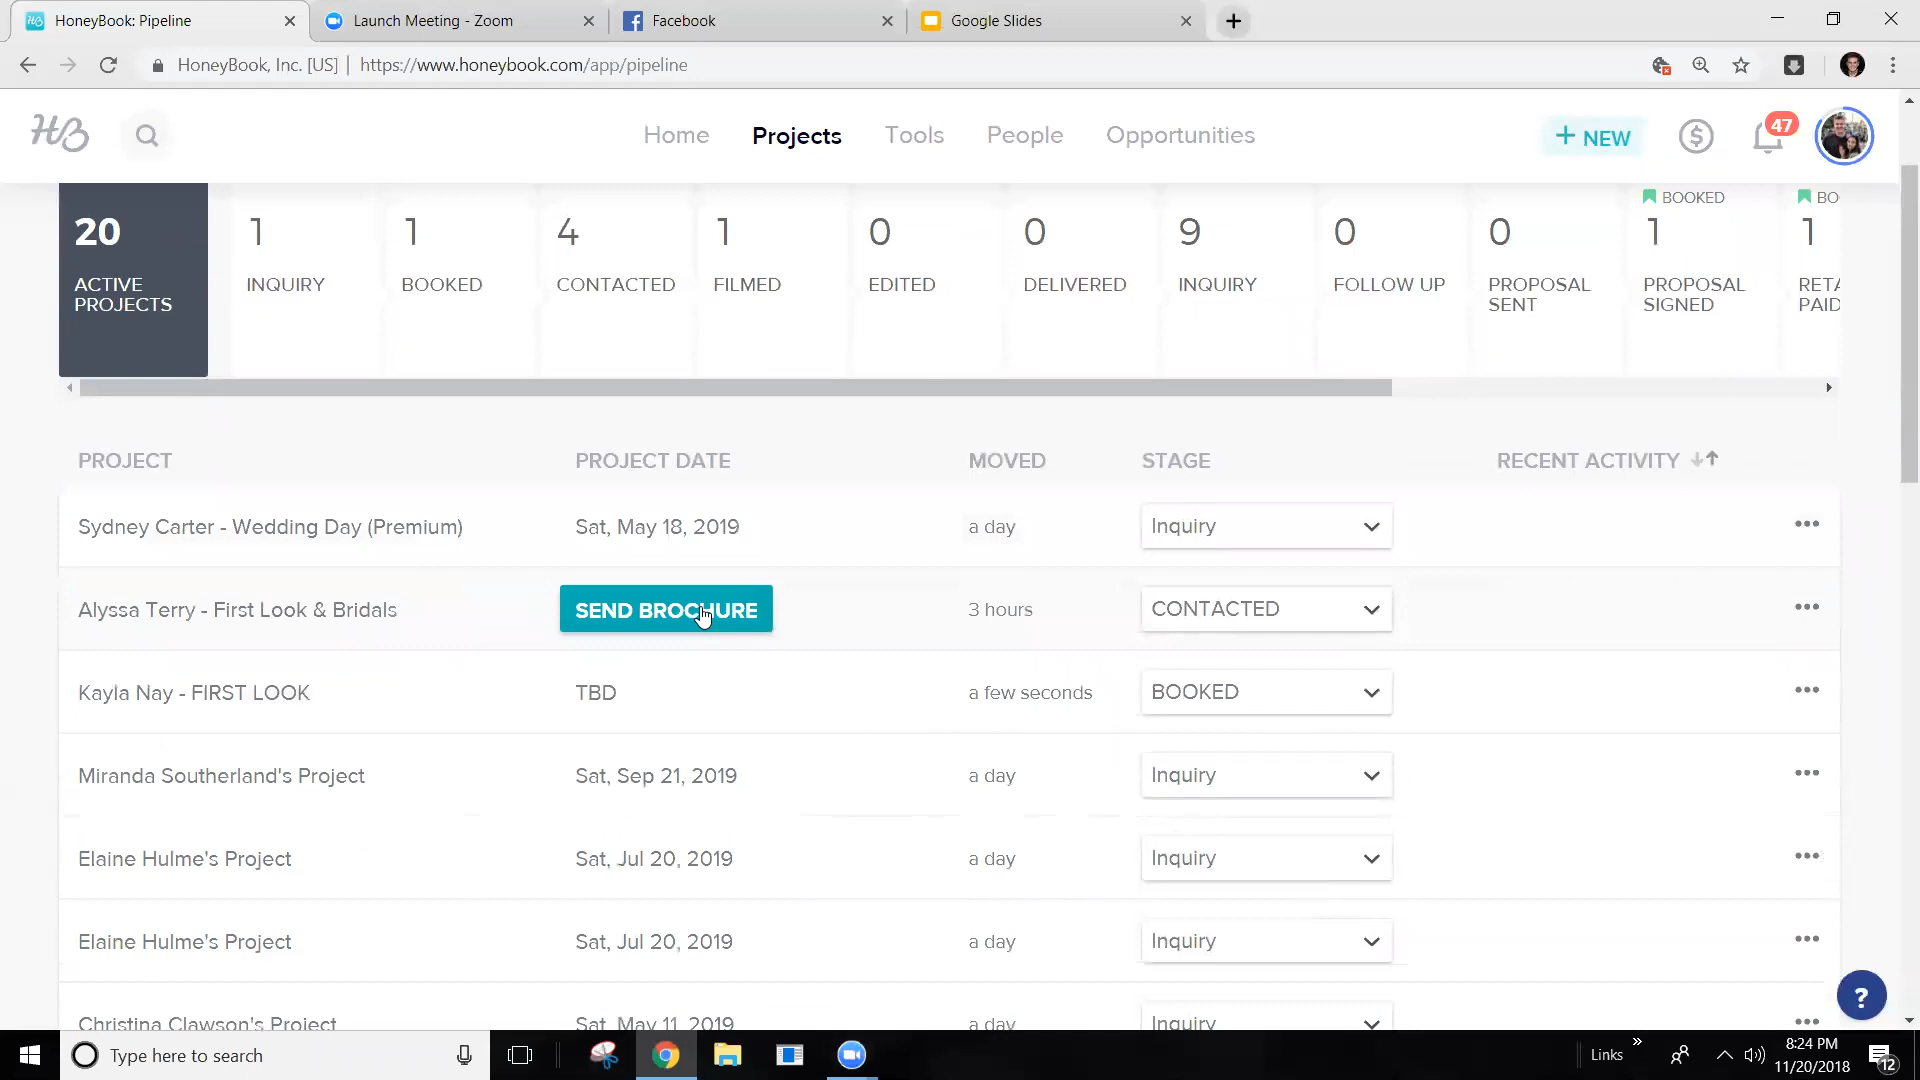 HoneyBook: Pipeline
Launch Meeting - Zoom
Facebook
Google Slides
HoneyBook, Inc. [US] | https://www.honeybook.com/app/pipeline
HB
Home
Projects
Tools
People
Opportunities
+ NEW
47
20
ACTIVE
PROJECTS
1
INQUIRY
1
BOOKED
4
CONTACTED
1
FILMED
0
EDITED
0
DELIVERED
9
INQUIRY
0
FOLLOW UP
0
PROPOSAL
SENT
BOOKED
1
PROPOSAL
SIGNED
BO
1
RETA
PAID
PROJECT PROJECT DATE MOVED STAGE RECENT ACTIVITY
Sydney Carter - Wedding Day (Premium) Sat, May 18, 2019 a day Inquiry
Alyssa Terry - First Look & Bridals SEND BROCHURE 3 hours CONTACTED
Kayla Nay - FIRST LOOK TBD a few seconds BOOKED
Miranda Southerland's Project Sat, Sep 21, 2019 a day Inquiry
Elaine Hulme's Project Sat, Jul 20, 2019 a day Inquiry
Elaine Hulme's Project Sat, Jul 20, 2019 a day Inquiry
Christina Clawson's Project Sat, May 11, 2019 a day Inquiry
?
Type here to search
Links
8:24 PM
11/20/2018
12